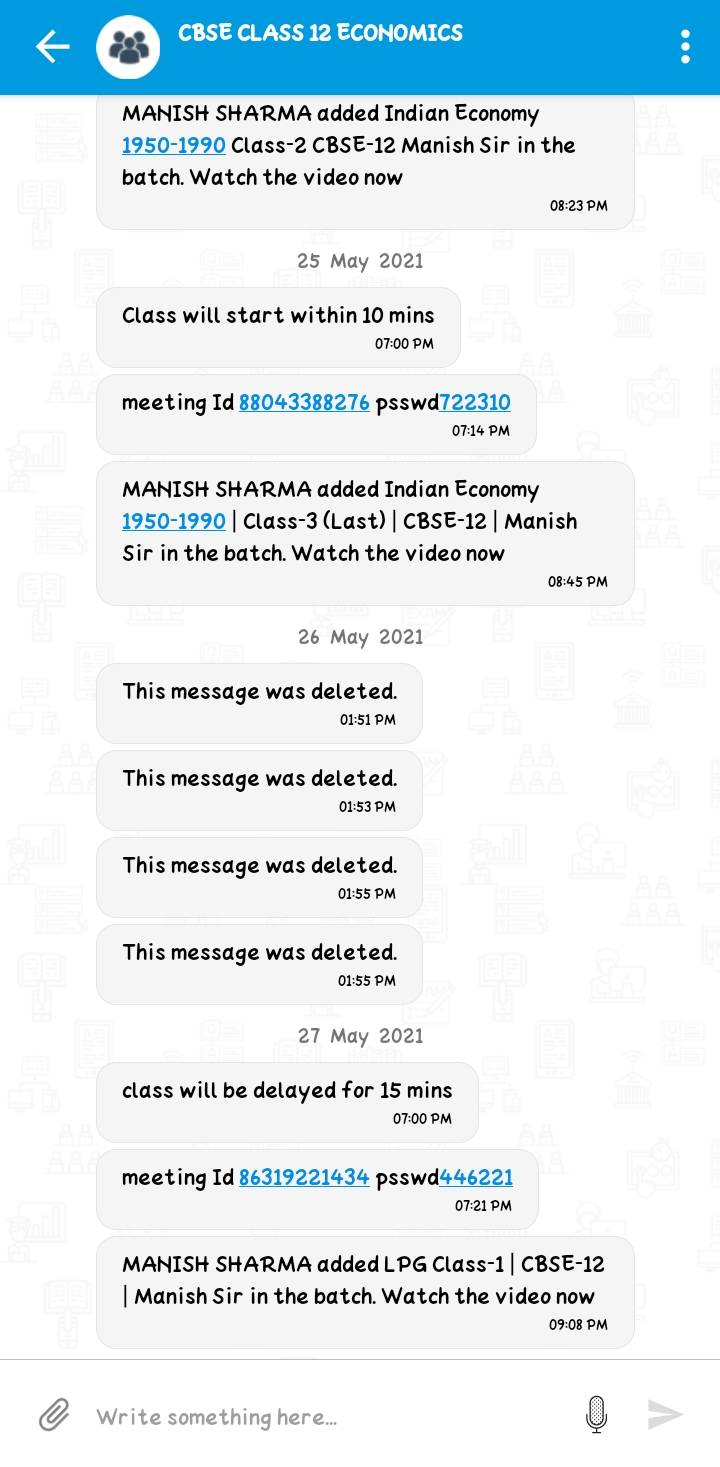 CBSE CLASS 12 ECONOMICS
MANISH SHARMA added Indian Economy
1950-1990 Class-2 CBSE-12 Manish Sir in the
batch. Watch the video now
08:23 PM
25 May 2021
Class will start within 10 mins
07:00 PM
meeting Id 88043388276 psswd722310
07:14 PM
MANISH SHARMA added Indian Economy
1950-1990 | Class-3 (Last) | CBSE-12 | Manish
Sir in the batch. Watch the video now
08:45 PM
26 May 2021
This message was deleted.
01:51 PM
This message was deleted.
01:53 PM
This message was deleted.
01:55 PM
This message was deleted.
01:55 PM
27 May 2021
class will be delayed for 15 mins
07:00 PM
meeting Id 86319221434 psswd446221
07:21 PM
MANISH SHARMA added LPG Class-1 | CBSE-12
| Manish Sir in the batch. Watch the video now
09:08 PM
Write something here...